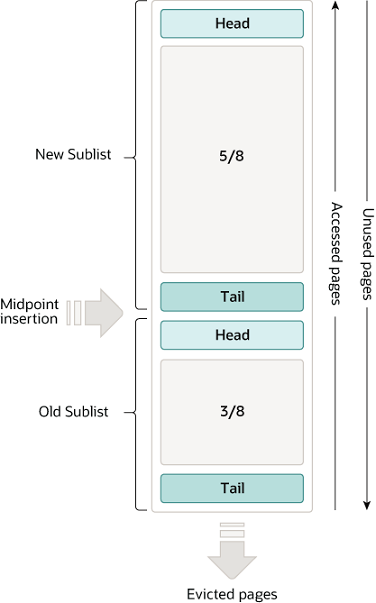 Head
New Sublist
5/8
Tail
Midpoint
insertion
Head
Old Sublist
3/8
Tail
Accessed pages
Unused pages
Evicted pages